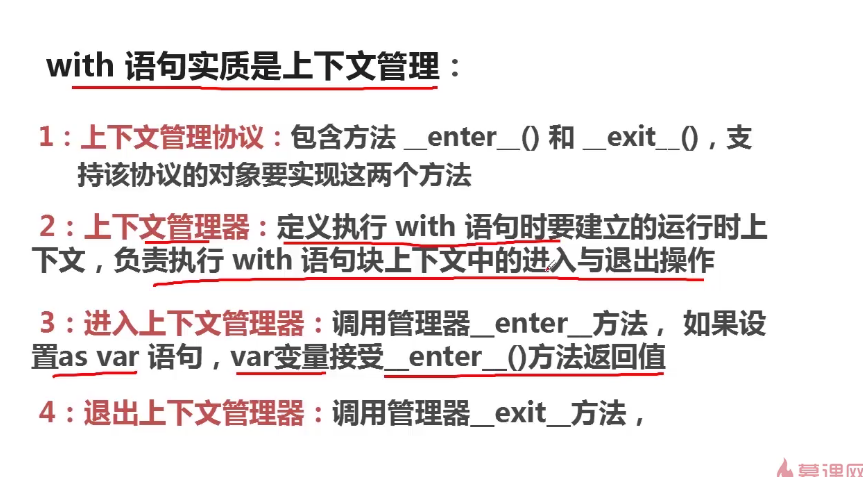 with 语句实质是上下文管理：
1：上下文管理协议：包含方法 __enter__() 和 __exit__()，支
持该协议的对象要实现这两个方法
2：上下文管理器：定义执行 with 语句时要建立的运行时上
下文，负责执行 with 语句块上下文中的进入与退出操作
3：进入上下文管理器：调用管理器__enter__方法， 如果设
置as var 语句，var变量接受__enter__()方法返回值
4：退出上下文管理器：调用管理器__exit__方法，
慕课网